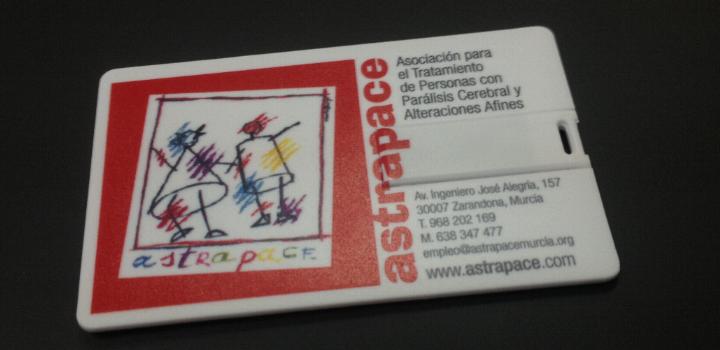 astrapace
astrapace
Asociación para
el Tratamiento
de Personas con
Parálisis Cerebral y
Alteraciones Afines
Av. Ingeniero José Alegría, 157
30007 Zarandona, Murcia
T. 968 202 169
M. 638 347 477
empleo@astrapacemurcia.org
www.astrapace.com